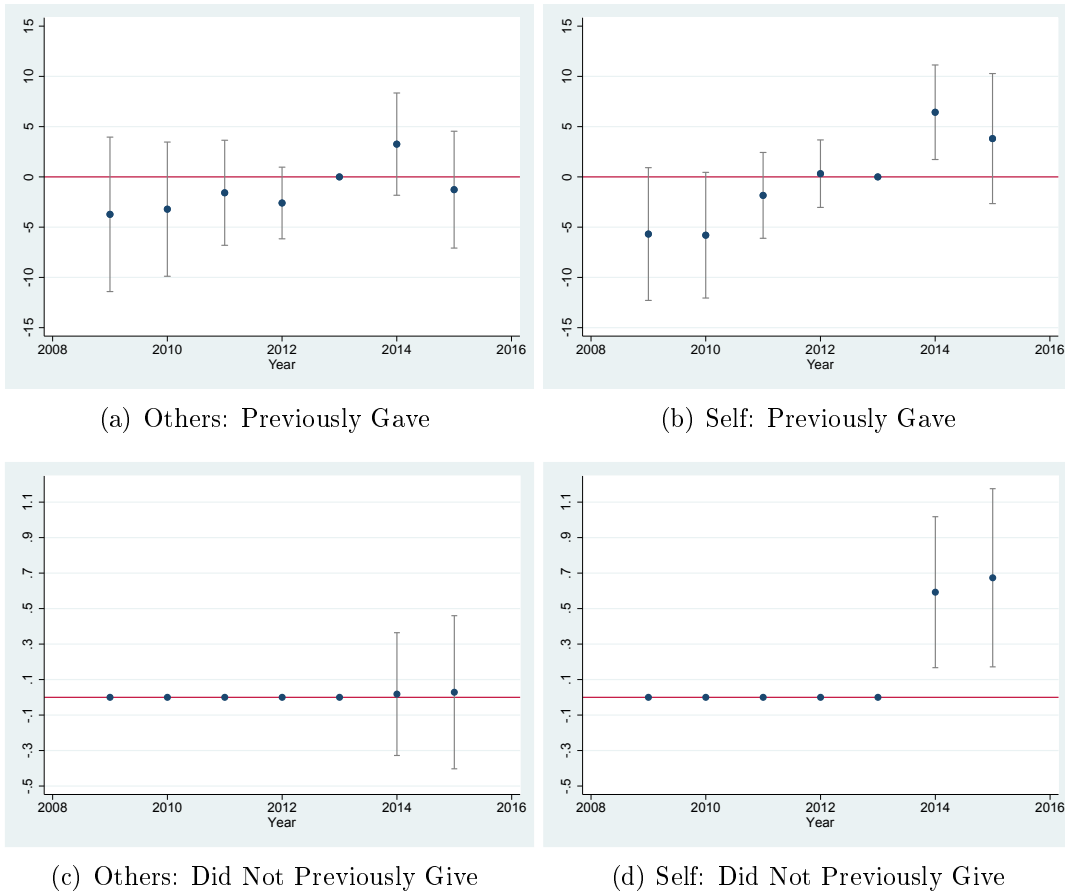 15
10
5
0
-5
-10
-15
2008 2010 2012 2014 2016
Year
(a) Others: Previously Gave
15
10
5
0
-5
-10
-15
2008 2010 2012 2014 2016
Year
(b) Self: Previously Gave
1.1
.9
.7
.5
.3
.1
-.1
-.3
-.5
2008 2010 2012 2014 2016
Year
(c) Others: Did Not Previously Give
1.1
.9
.7
.5
.3
.1
-.1
-.3
-.5
2008 2010 2012 2014 2016
Year
(d) Self: Did Not Previously Give